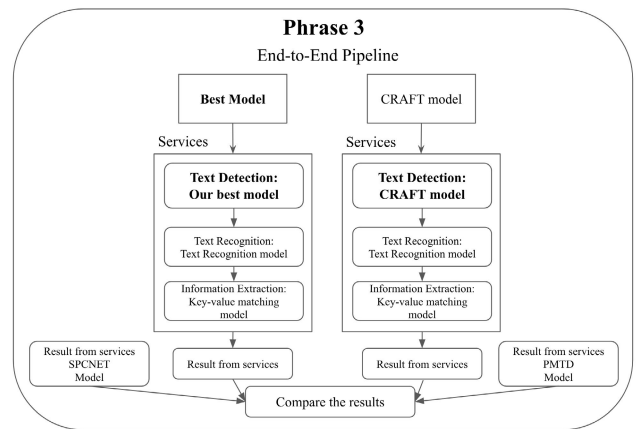 Phrase 3
End-to-End Pipeline
Best Model
CRAFT model
Services
Services
Text Detection:
Our best model
Text Detection:
CRAFT model
Text Recognition:
Text Recognition model
Text Recognition:
Text Recognition model
Information Extraction:
Key-value matching
model
Information Extraction:
Key-value matching
model
Result from services
SPCNET
Model
Result from services
Result from services
Result from services
PMTD
Model
Compare the results